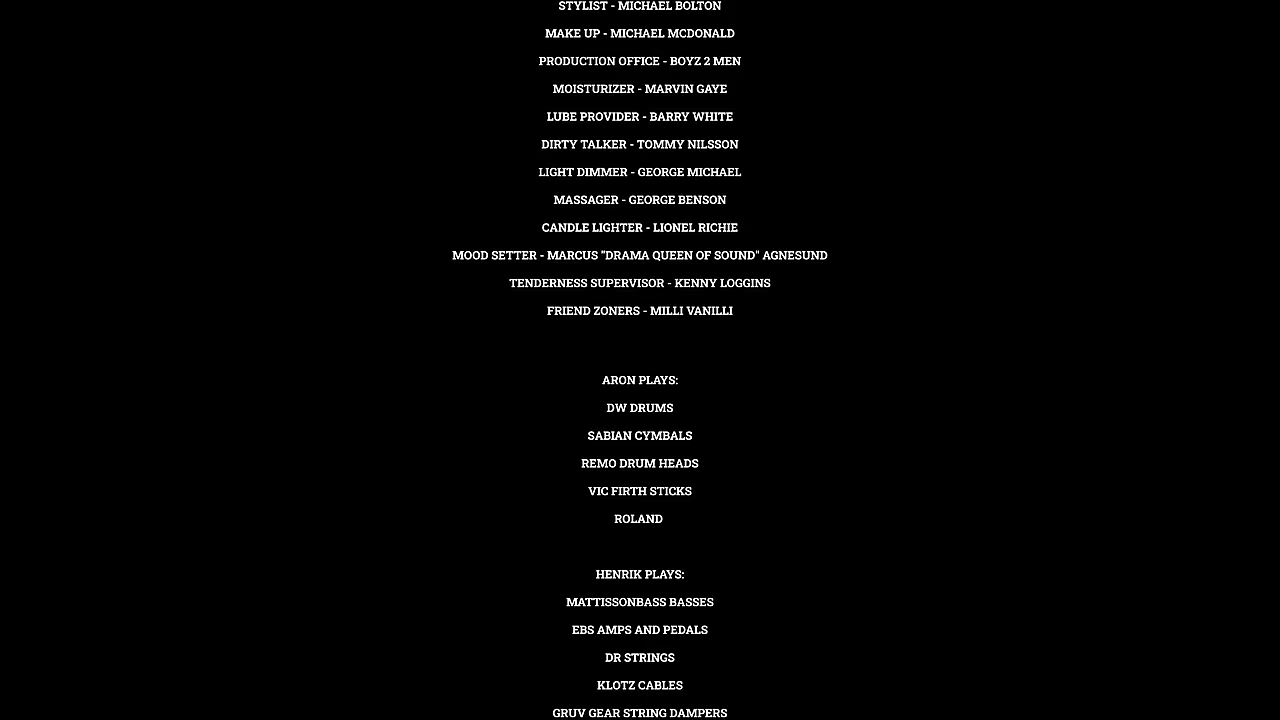 STYLIST - MICHAEL BOLTON
MAKE UP - MICHAEL MCDONALD
PRODUCTION OFFICE - BOYZ 2 MEN
MOISTURIZER - MARVIN GAYE
LUBE PROVIDER - BARRY WHITE
DIRTY TALKER - TOMMY NILSSON
LIGHT DIMMER - GEORGE MICHAEL
MASSAGER - GEORGE BENSON
CANDLE LIGHTER - LIONEL RICHIE
MOOD SETTER - MARCUS "DRAMA QUEEN OF SOUND" AGNESUND
TENDERNESS SUPERVISOR - KENNY LOGGINS
FRIEND ZONERS - MILLI VANILLI
ARON PLAYS:
DW DRUMS
SABIAN CYMBALS
REMO DRUM HEADS
VIC FIRTH STICKS
ROLAND
HENRIK PLAYS:
MATTISSONBASS BASSES
EBS AMPS AND PEDALS
DR STRINGS
KLOTZ CABLES
GRUV GEAR STRING DAMPERS